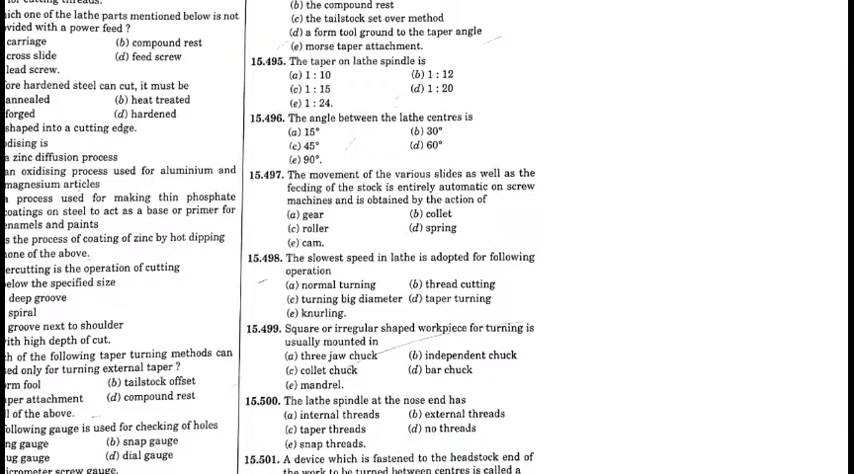 for cutting threads.
ich one of the lathe parts mentioned below is not
vided with a power feed ?
carriage (b) compound rest
cross slide (d) feed screw
lead screw.
ore hardened steel can cut, it must be
annealed (b) heat treated
forged (d) hardened
shaped into a cutting edge.
dising is
a zinc diffusion process
an oxidising process used for aluminium and
magnesium articles
process used for making thin phosphate
coatings on steel to act as a base or primer for
enamels and paints
s the process of coating of zinc by hot dipping
none of the above.
ercutting is the operation of cutting
elow the specified size
deep groove
spiral
groove next to shoulder
ith high depth of cut.
h of the following taper turning methods can
sed only for turning external taper ?
rm fool (b) tailstock offset
aper attachment (d) compound rest
ll of the above.
ollowing gauge is used for checking of holes
ng gauge (b) snap gauge
ug gauge (d) dial gauge
icrometer screw gauge.
(b) the compound rest
(c) the tailstock set over method
(d) a form tool ground to the taper angle
(e) morse taper attachment.
15.495. The taper on lathe spindle is
(a) 1 : 10 (b) 1 : 12
(c) 1 : 15 (d) 1 : 20
(e) 1 : 24.
15.496. The angle between the lathe centres is
(a) 15° (b) 30°
(c) 45° (d) 60°
(e) 90°.
15.497. The movement of the various slides as well as the
feeding of the stock is entirely automatic on screw
machines and is obtained by the action of
(a) gear (b) collet
(c) roller (d) spring
(e) cam.
15.498. The slowest speed in lathe is adopted for following
operation
(a) normal turning (b) thread cutting
(c) turning big diameter (d) taper turning
(e) knurling.
15.499. Square or irregular shaped workpiece for turning is
usually mounted in
(a) three jaw chuck (b) independent chuck
(c) collet chuck (d) bar chuck
(e) mandrel.
15.500. The lathe spindle at the nose end has
(a) internal threads (b) external threads
(c) taper threads (d) no threads
(e) snap threads.
15.501. A device which is fastened to the headstock end of
the work to be turned between centres is called a